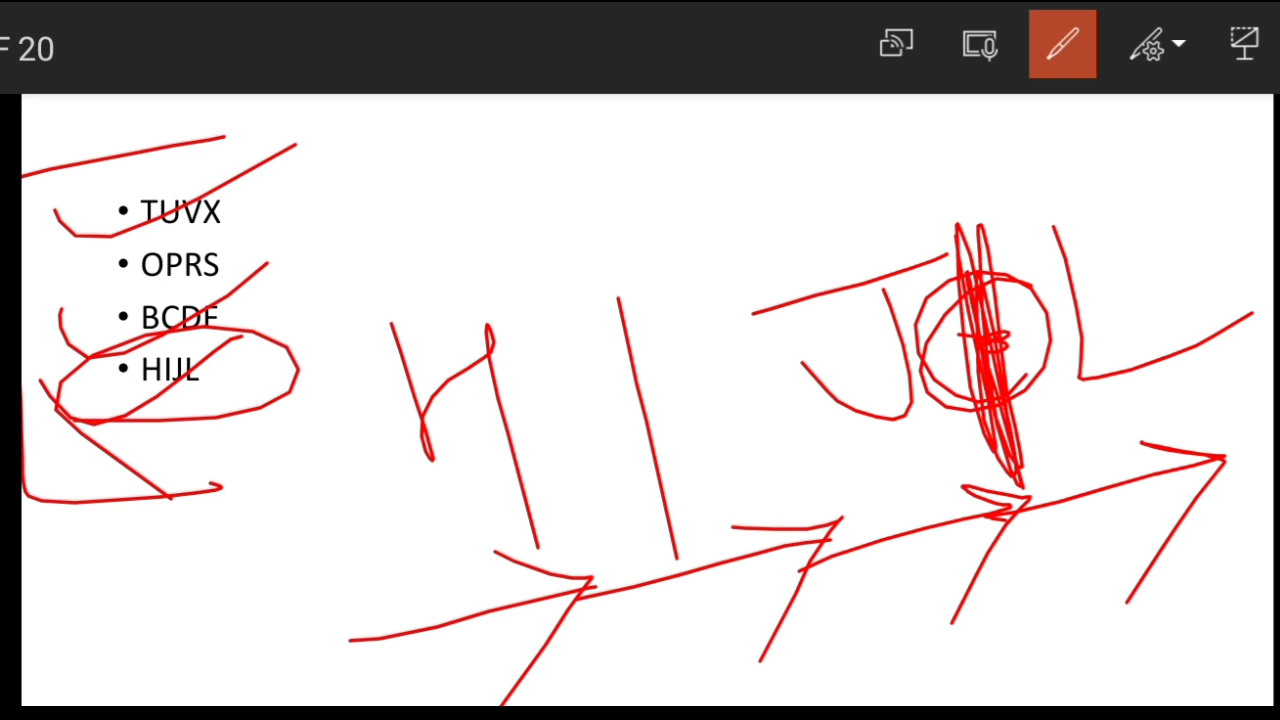 F 20
• TUVX
• OPRS
• BCDF
• HIJL
H I J L